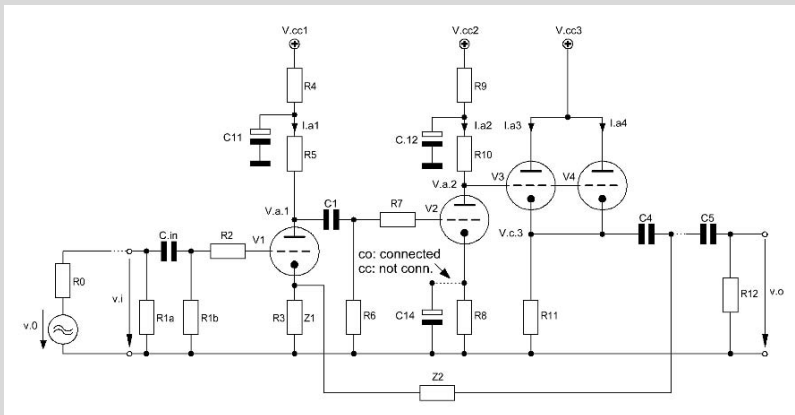 V.cc1
V.cc2
V.cc3
R4
R9
C11
I.a1
C.12
I.a2
I.a3
I.a4
R5
R10
V3
V4
V.a.2
V.a.1
C1
R7
V2
C.in
R2
V1
V.c.3
C4
C5
co: connected
cc: not conn.
R0
v.i
v.0
R1a
R1b
R3
Z1
R6
C14
R8
R11
R12
v.o
Z2